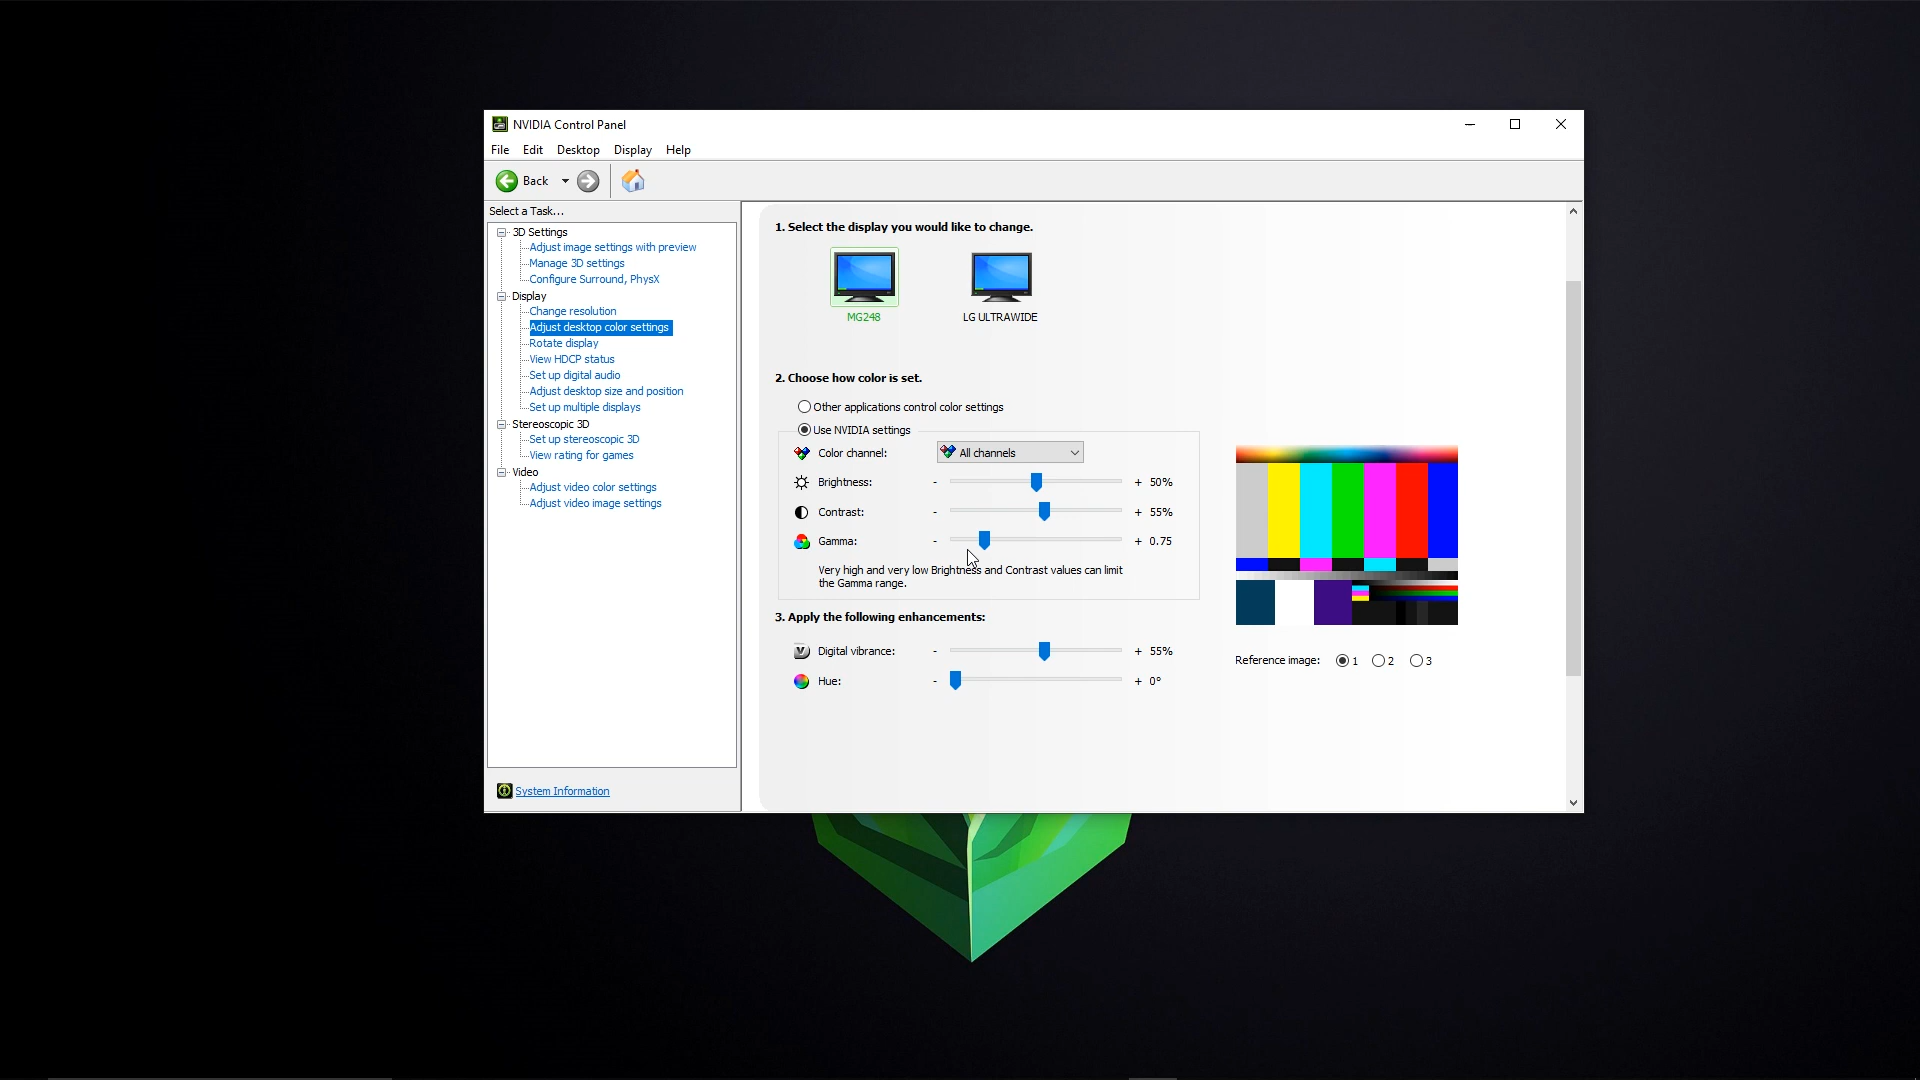 NVIDIA Control Panel
File Edit Desktop Display Help
Back
Select a Task...
3D Settings
Adjust image settings with preview
Manage 3D settings
Configure Surround, PhysX
Display
Change resolution
Adjust desktop color settings
Rotate display
View HDCP status
Set up digital audio
Adjust desktop size and position
Set up multiple displays
Stereoscopic 3D
Set up stereoscopic 3D
View rating for games
Video
Adjust video color settings
Adjust video image settings
System Information
1. Select the display you would like to change.
MG248 LG ULTRAWIDE
2. Choose how color is set.
Other applications control color settings
Use NVIDIA settings
Color channel: All channels
Brightness: - + 50%
Contrast: - + 55%
Gamma: - + 0.75
Very high and very low Brightness and Contrast values can limit
the Gamma range.
3. Apply the following enhancements:
Digital vibrance: - + 55%
Hue: - + 0°
Reference image: 1 2 3